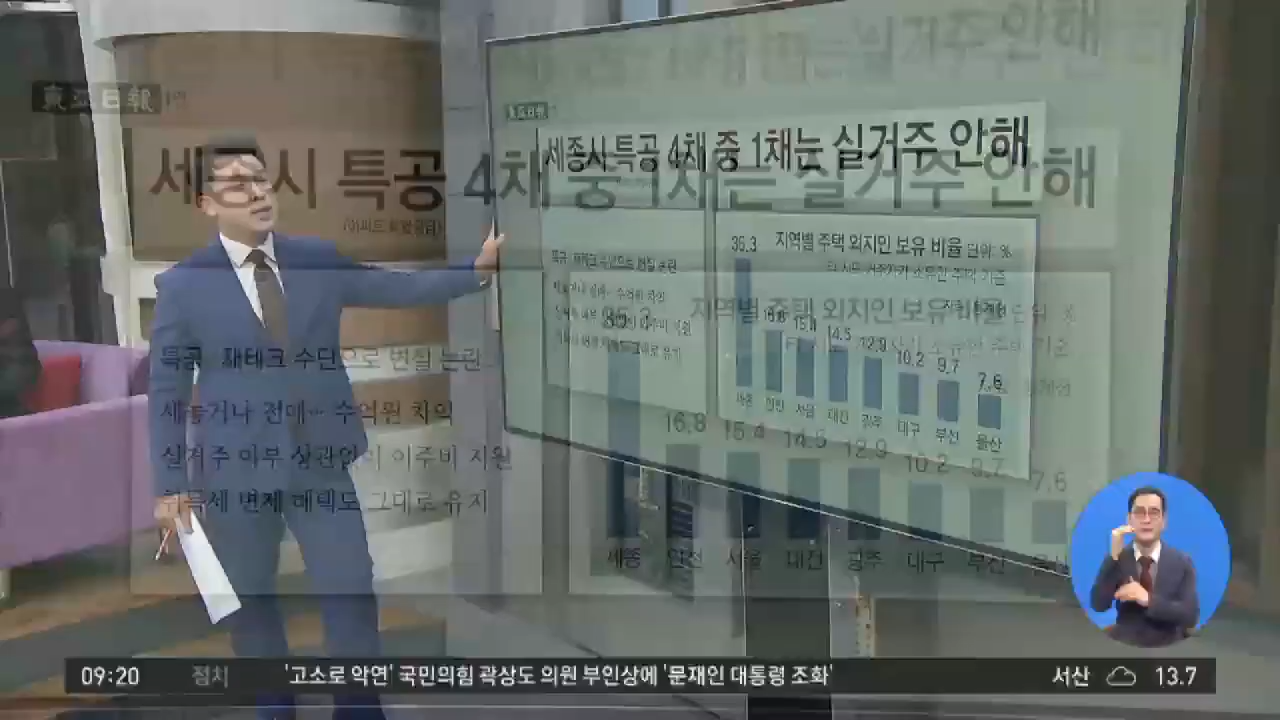 東亞日報
세종시 특공 4채 중 1채는 실거주 안해
특공, 재테크 수단으로 변질 논란
세놓거나 전매… 수억원 차익
실거주 여부 상관없이 이주비 지원
취득세 면제 혜택도 그대로 유지
지역별 주택 외지인 보유 비율 단위: %
35.3
16.8
15.4
14.5
12.9
10.2
9.7
7.6
세종
인천
서울
대전
광주
대구
부산
울산
09:20 정치 '고소로 악연' 국민의힘 곽상도 의원 부인상에 '문재인 대통령 조화' 서산 13.7